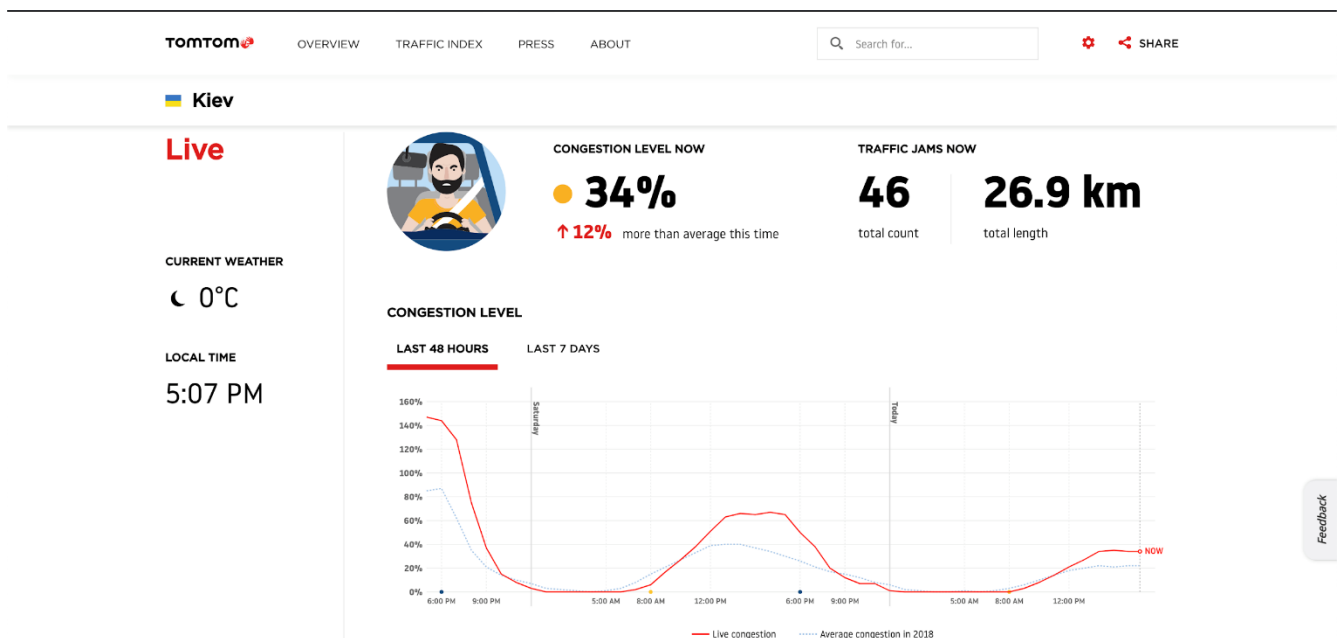 TOMTOM
OVERVIEW TRAFFIC INDEX PRESS ABOUT
Search for...
SHARE
Kiev
Live
CURRENT WEATHER
0°C
LOCAL TIME
5:07 PM
CONGESTION LEVEL NOW
34%
↑ 12% more than average this time
TRAFFIC JAMS NOW
46 26.9 km
total count total length
CONGESTION LEVEL
LAST 48 HOURS LAST 7 DAYS
160%
140%
120%
100%
80%
60%
40%
20%
0%
Saturday
Today
NOW
6:00 PM 9:00 PM 5:00 AM 8:00 AM 12:00 PM 6:00 PM 9:00 PM 5:00 AM 8:00 AM 12:00 PM
Live congestion Average congestion in 2018
Feedback